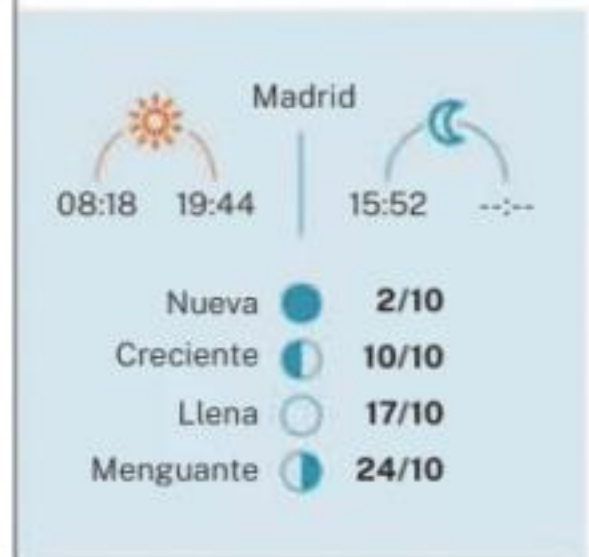 Madrid
08:18 19:44 15:52 --:--
Nueva 2/10
Creciente 10/10
Llena 17/10
Menguante 24/10